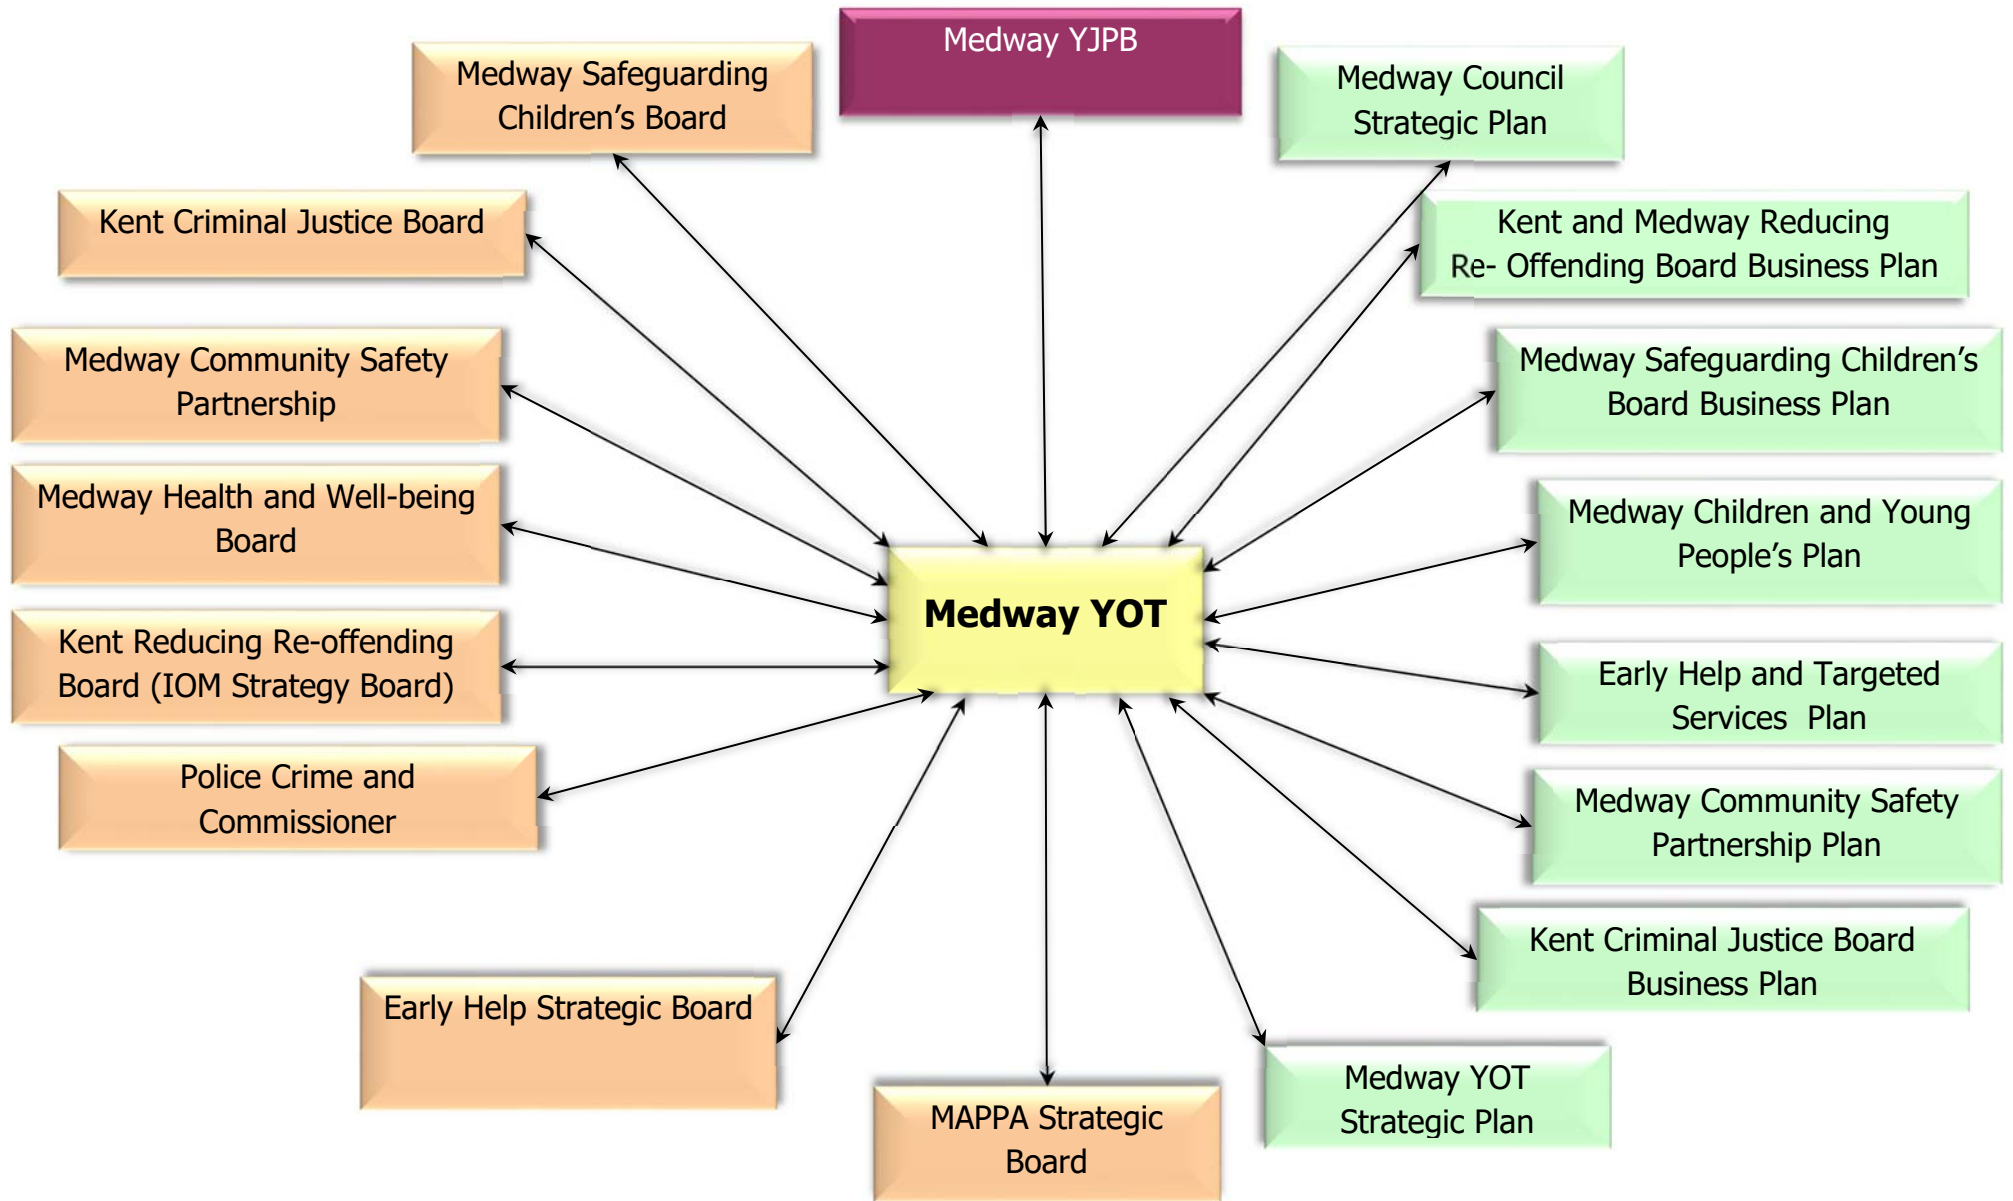 Medway YJPB
Medway Safeguarding
Children’s Board
Medway Council
Strategic Plan
Kent Criminal Justice Board
Kent and Medway Reducing
Re- Offending Board Business Plan
Medway Community Safety
Partnership
Medway Safeguarding Children’s
Board Business Plan
Medway Health and Well-being
Board
Medway Children and Young
People’s Plan
Medway YOT
Kent Reducing Re-offending
Board (IOM Strategy Board)
Early Help and Targeted
Services  Plan
Police Crime and
Commissioner
Medway Community Safety
Partnership Plan
Kent Criminal Justice Board
Business Plan
Early Help Strategic Board
Medway YOT
Strategic Plan
MAPPA Strategic
Board